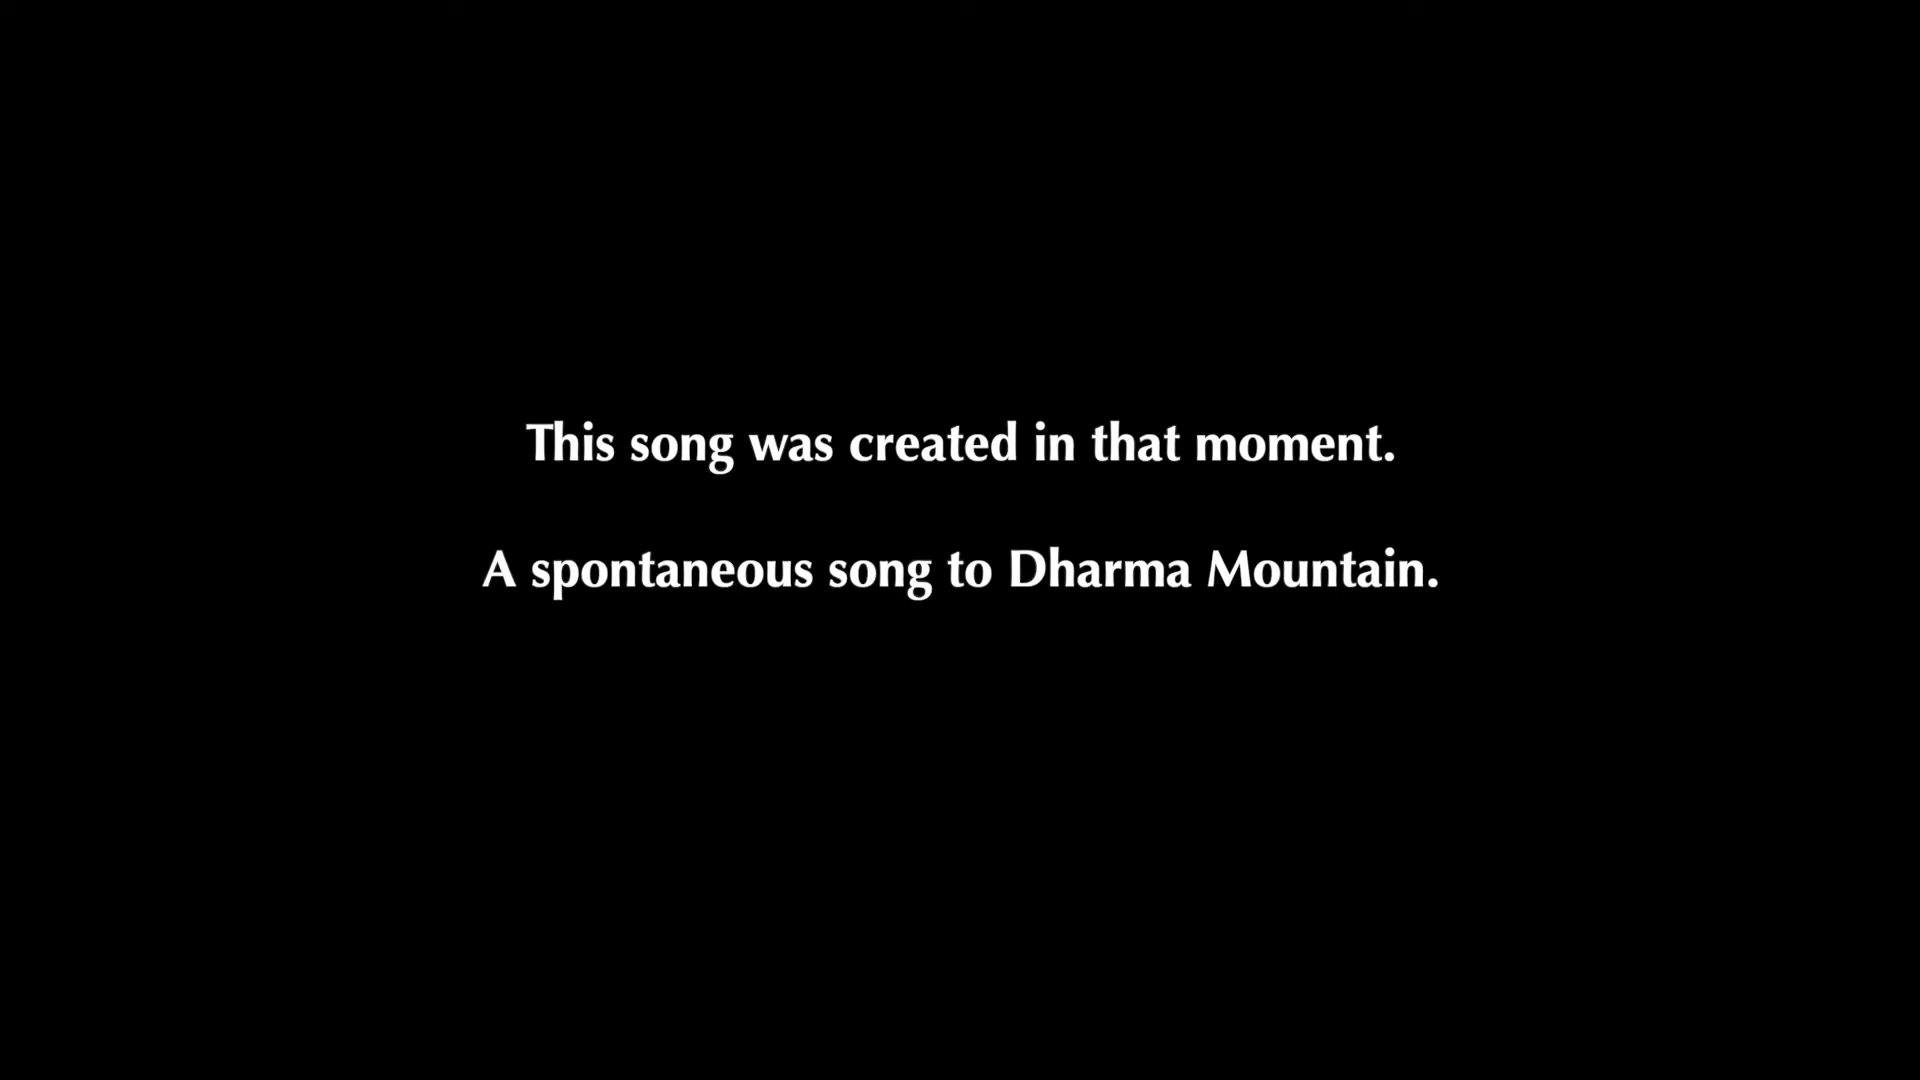 This song was created in that moment.
A spontaneous song to Dharma Mountain.